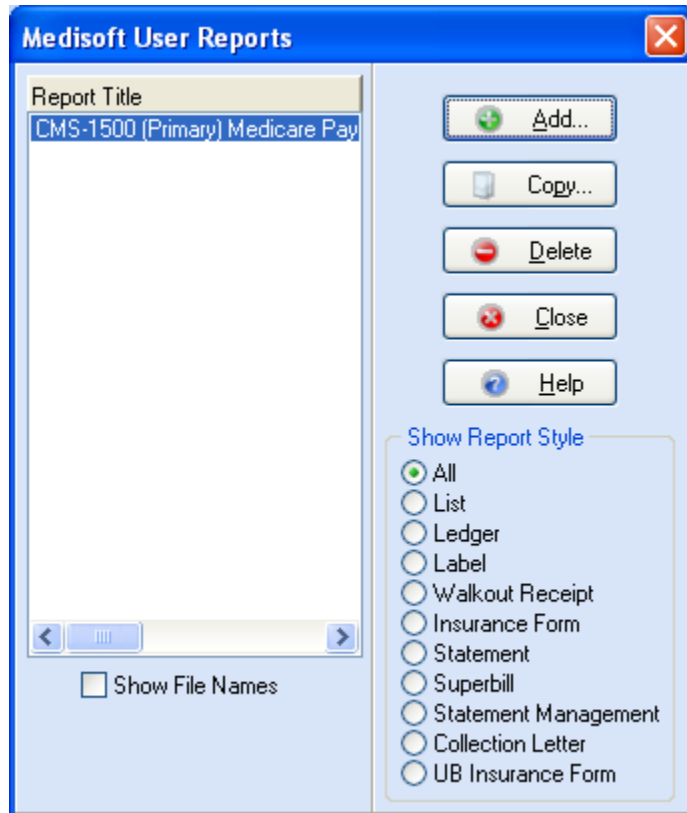 Medisoft User Reports
Report Title
CMS-1500 (Primary) Medicare Pay
Show File Names
Add...
Copy...
Delete
Close
Help
Show Report Style
All
List
Ledger
Label
Walkout Receipt
Insurance Form
Statement
Superbill
Statement Management
Collection Letter
UB Insurance Form